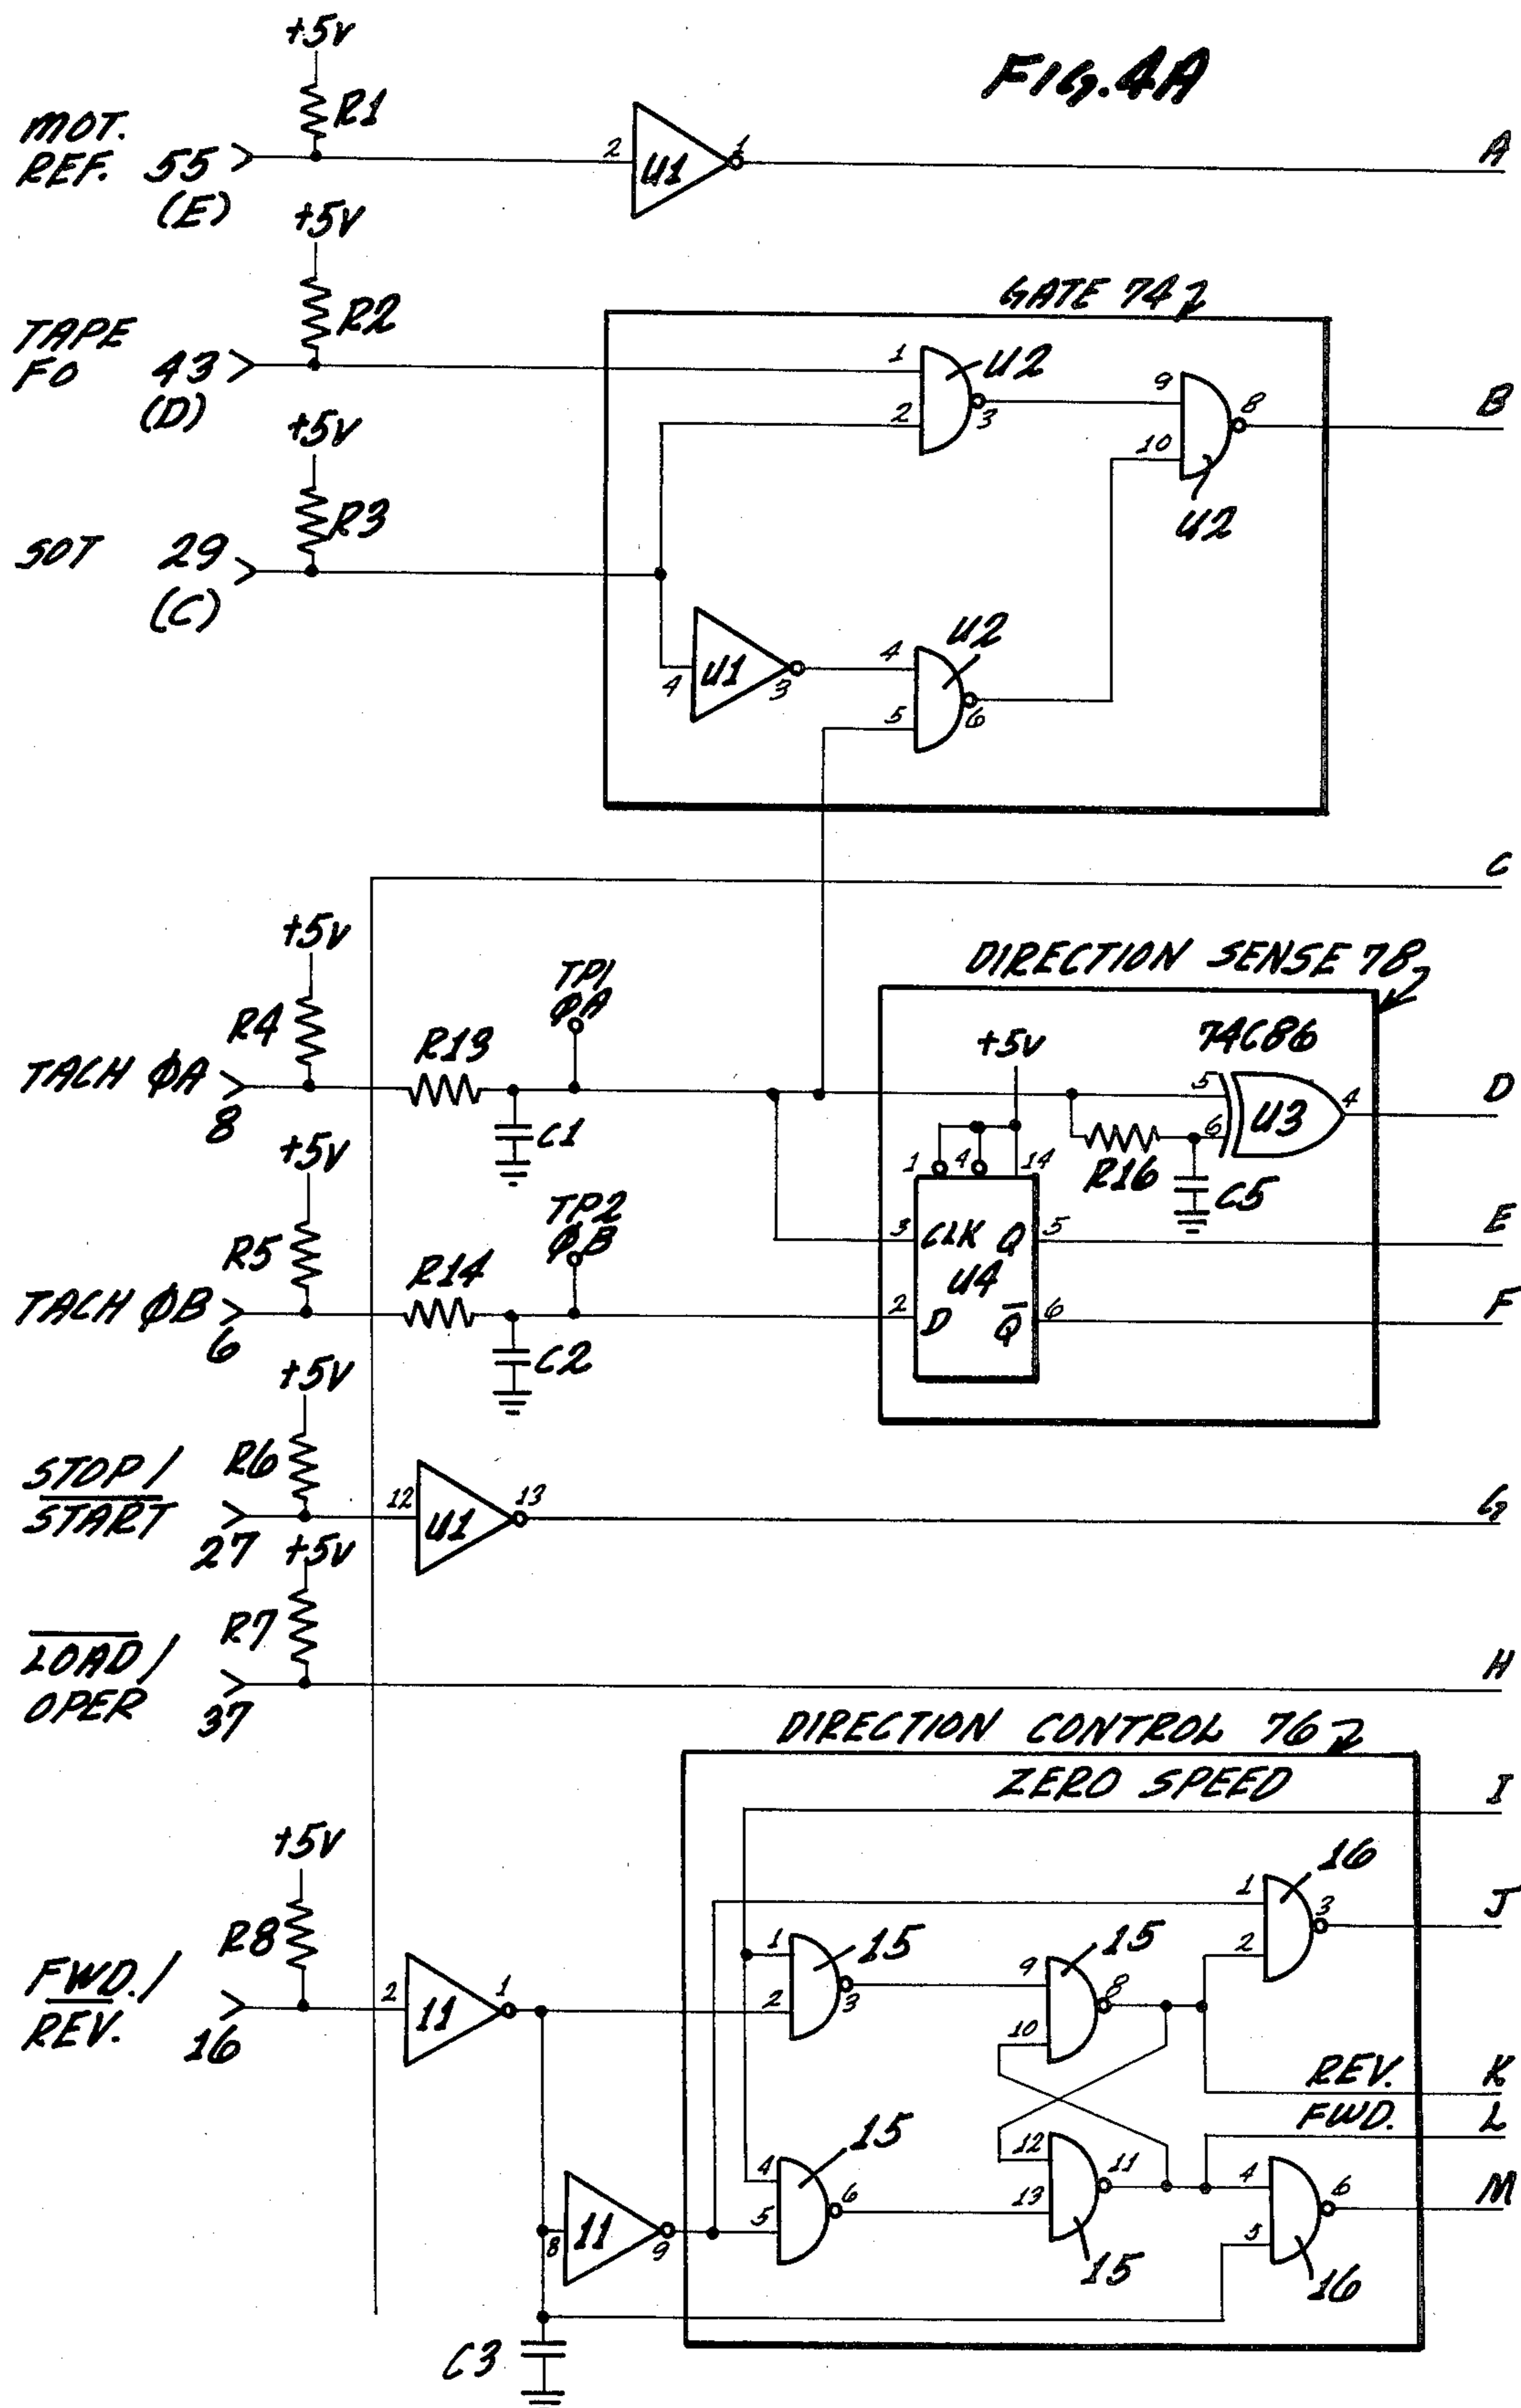 FIG. 4A
+5V
R1
MOT.
REF. 55
(E)
2
U1
1
A
+5V
R2
TAPE
FO 43
(D)
GATE 74
1
2
U2
3
9
10
U2
8
B
+5V
R3
SOT 29
(C)
4
U1
3
U2
4
5
6
C
+5V
R4
TACH ϕA
8
R13
C1
TP1
ϕA
DIRECTION SENSE 78
74C86
+5V
5
6
U3
4
D
R16
C5
1
4
14
3
CLK
Q
5
E
U4
2
D
Q̅
6
F
+5V
R5
TACH ϕB
6
R14
C2
TP2
ϕB
+5V
R6
STOP/
S̅T̅A̅R̅T̅
27
12
U1
13
G
+5V
R7
L̅O̅A̅D̅/
OPER
37
H
DIRECTION CONTROL 76
ZERO SPEED
I
+5V
R8
FWD./
R̅E̅V̅.
16
2
11
1
1
2
15
3
9
10
15
8
1
2
16
3
J
REV.
K
FWD.
L
8
11
9
4
5
15
6
12
13
11
15
4
5
6
16
M
C3